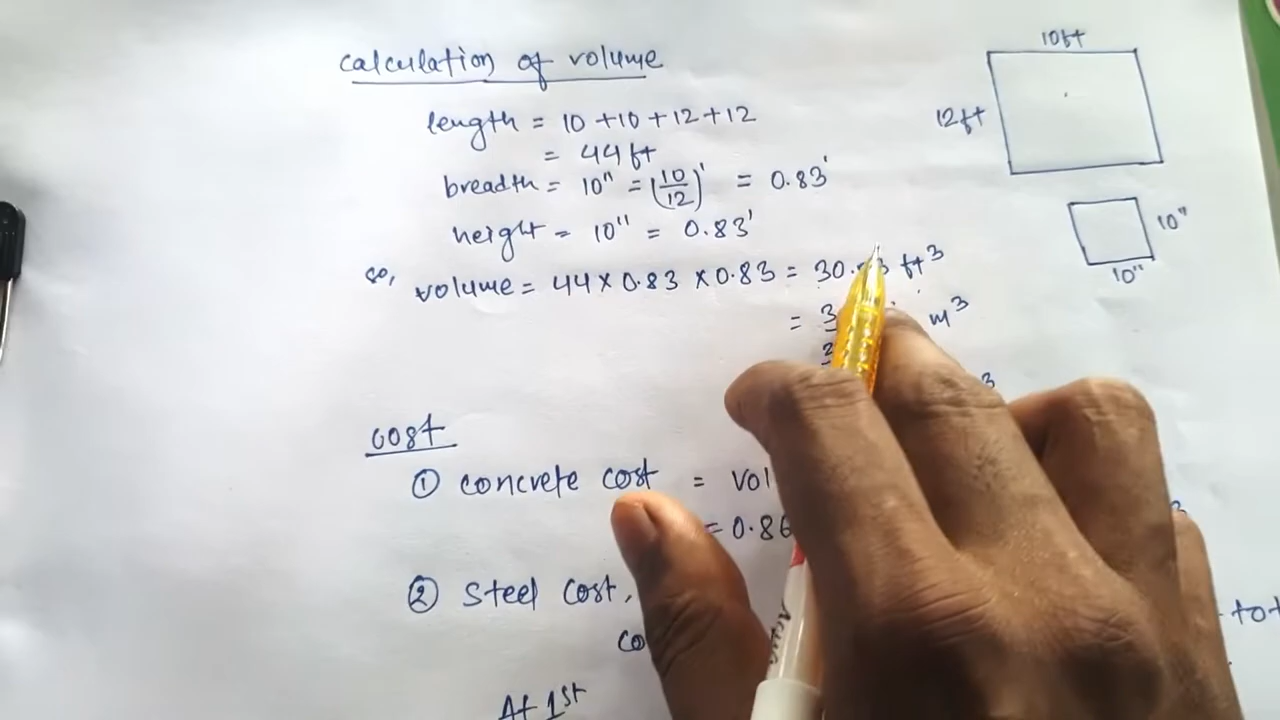 calculation of volume
10ft
length = 10 + 10 + 12 + 12
12ft
= 44 ft
breadth = 10" = (10/12)' = 0.83'
height = 10" = 0.83'
10"
10"
so, volume = 44 × 0.83 × 0.83 = ft³
= m³
cost
① concrete cost =
= 0.86
② steel cost,
At 1st